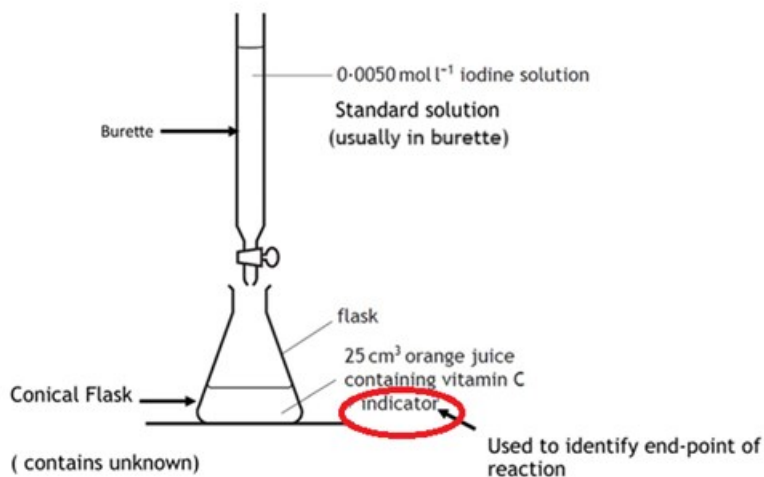 0·0050 mol l⁻¹ iodine solution
Standard solution
(usually in burette)
Burette
flask
25 cm³ orange juice
containing vitamin C
indicator
Conical Flask
Used to identify end-point of
reaction
( contains unknown)